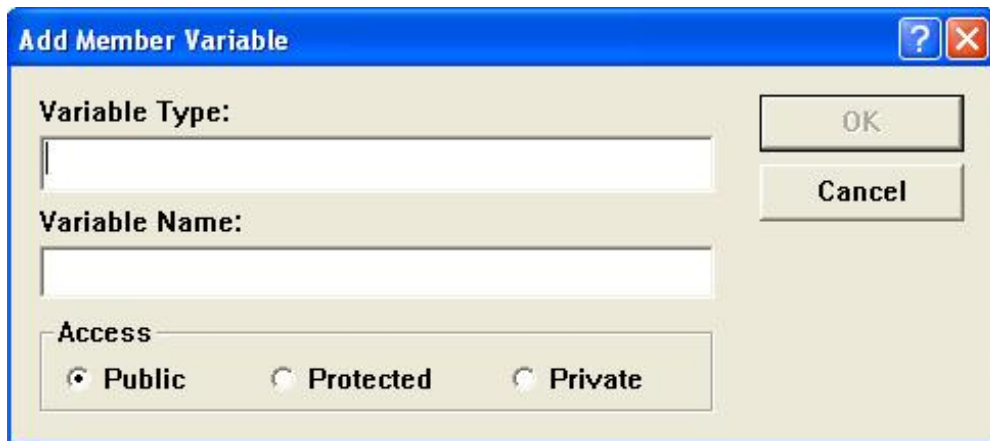 Add Member Variable
Variable Type:
OK
Cancel
Variable Name:
Access
Public Protected Private